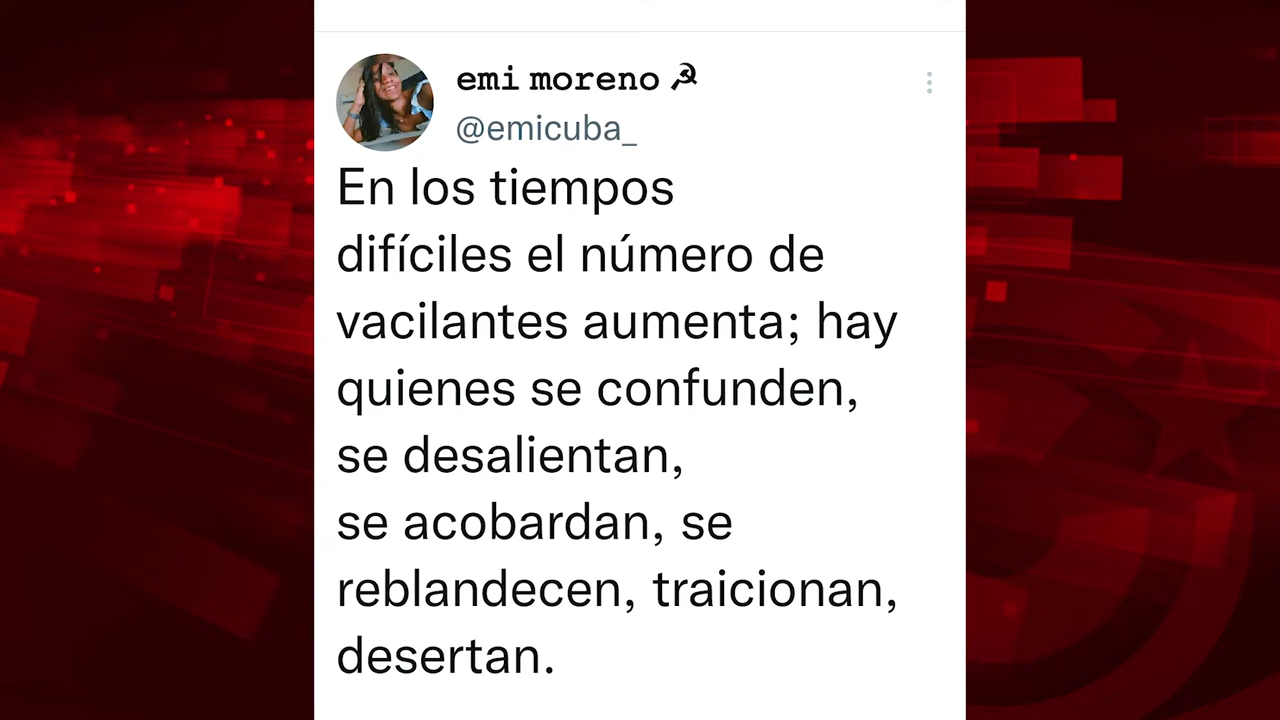 emi moreno ☭
@emicuba_
En los tiempos
difíciles el número de
vacilantes aumenta; hay
quienes se confunden,
se desalientan,
se acobardan, se
reblandecen, traicionan,
desertan.